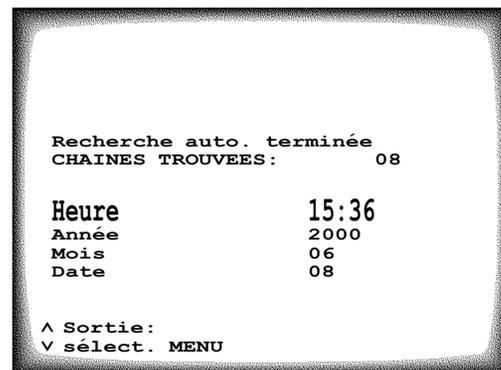 Recherche auto. terminée
CHAINES TROUVEES: 08
Heure 15:36
Année 2000
Mois 06
Date 08
∧ Sortie:
∨ sélect. MENU